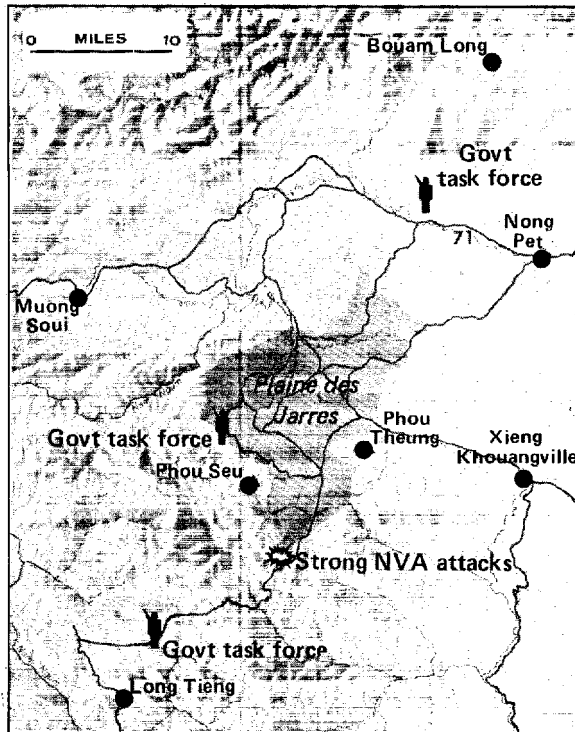 0 MILES 10
Bouam Long
Govt
task force
71
Nong
Pet
Muong
Soui
Plaine des
Jarres
Govt task force
Phou
Theung
Xieng
Khouangville
Phou Seu
Strong NVA attacks
Govt task force
Long Tieng